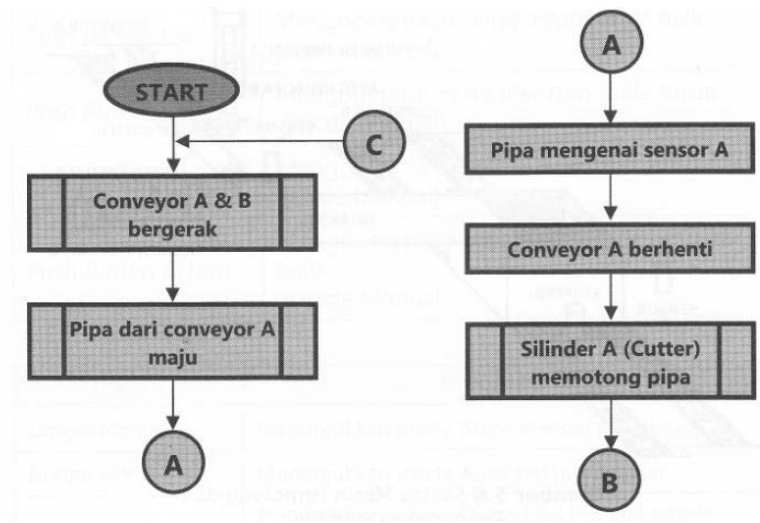 START
C
Conveyor A & B
bergerak
Pipa dari conveyor A
maju
A
A
Pipa mengenai sensor A
Conveyor A berhenti
Silinder A (Cutter)
memotong pipa
B